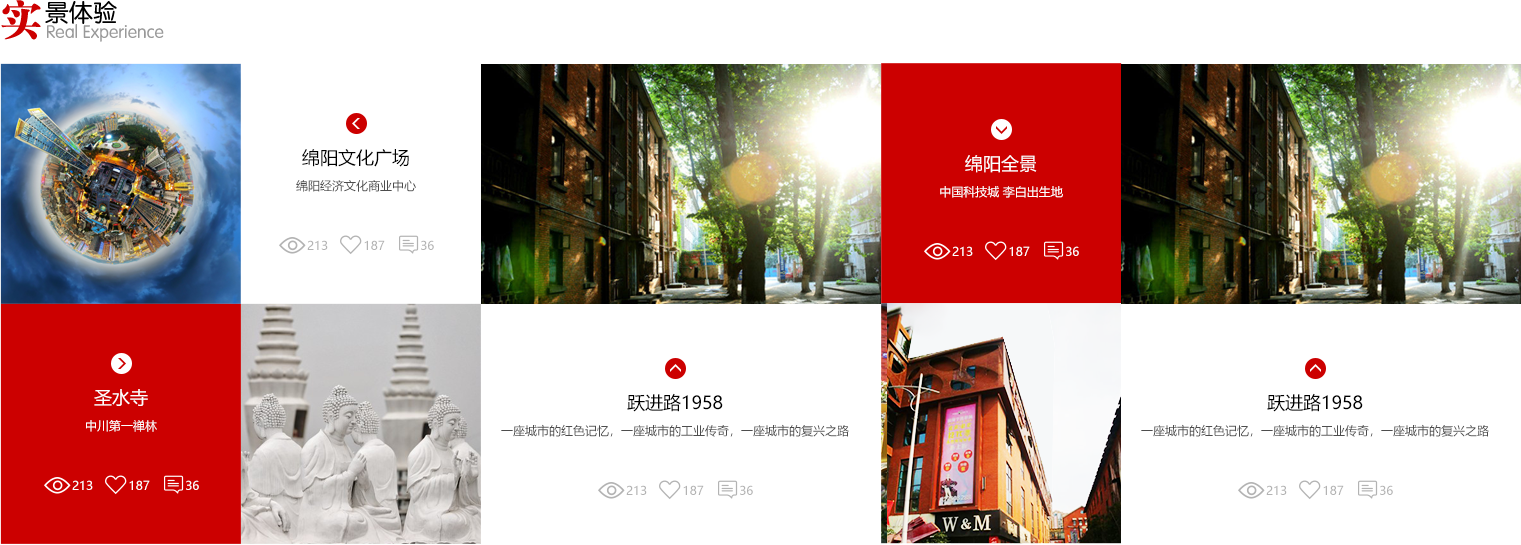 实景体验
Real Experience
绵阳文化广场
绵阳经济文化商业中心
213 187 36
绵阳全景
中国科技城 李白出生地
213 187 36
圣水寺
中川第一禅林
213 187 36
跃进路1958
一座城市的红色记忆，一座城市的工业传奇，一座城市的复兴之路
213 187 36
W&M
跃进路1958
一座城市的红色记忆，一座城市的工业传奇，一座城市的复兴之路
213 187 36